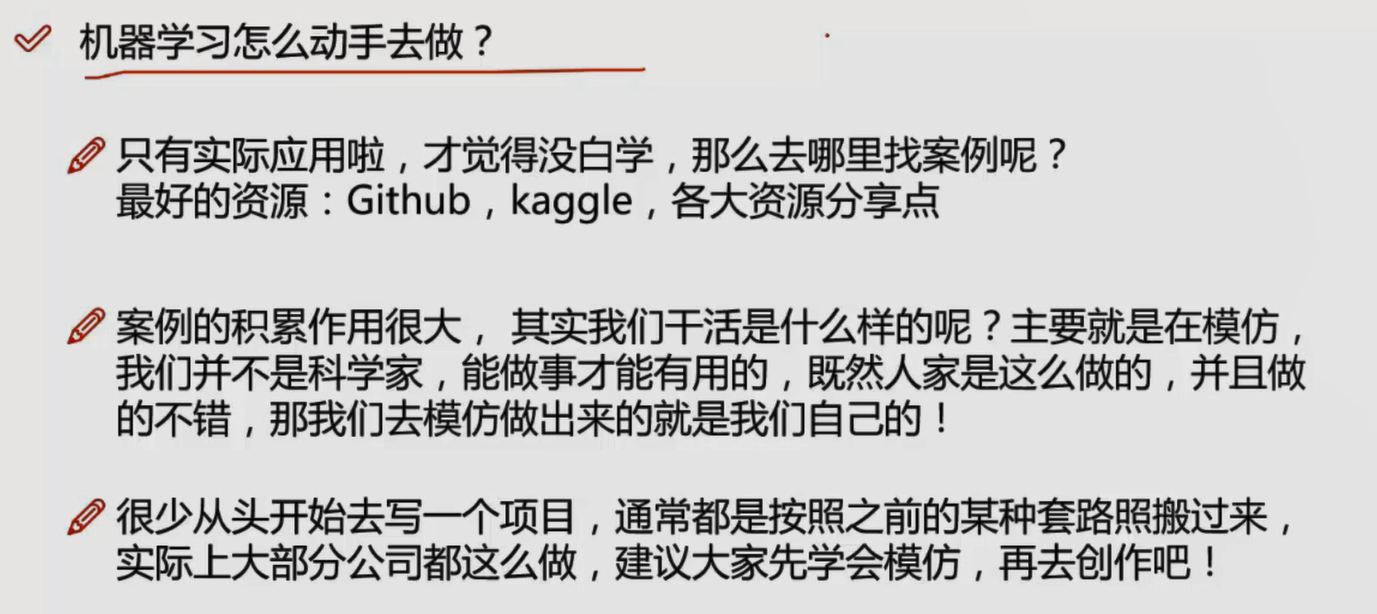 机器学习怎么动手去做？
只有实际应用啦，才觉得没白学，那么去哪里找案例呢？
最好的资源：Github，kaggle，各大资源分享点
案例的积累作用很大， 其实我们干活是什么样的呢？主要就是在模仿，
我们并不是科学家，能做事才能有用的，既然人家是这么做的，并且做
的不错，那我们去模仿做出来的就是我们自己的！
很少从头开始去写一个项目，通常都是按照之前的某种套路照搬过来，
实际上大部分公司都这么做，建议大家先学会模仿，再去创作吧！